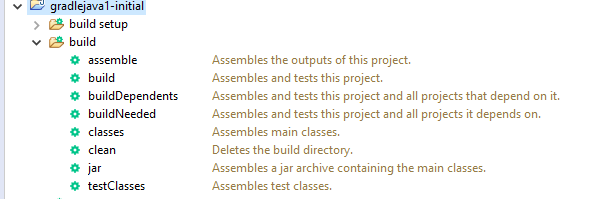 gradlejava1-initial
build setup
build
assemble Assembles the outputs of this project.
build Assembles and tests this project.
buildDependents Assembles and tests this project and all projects that depend on it.
buildNeeded Assembles and tests this project and all projects it depends on.
classes Assembles main classes.
clean Deletes the build directory.
jar Assembles a jar archive containing the main classes.
testClasses Assembles test classes.